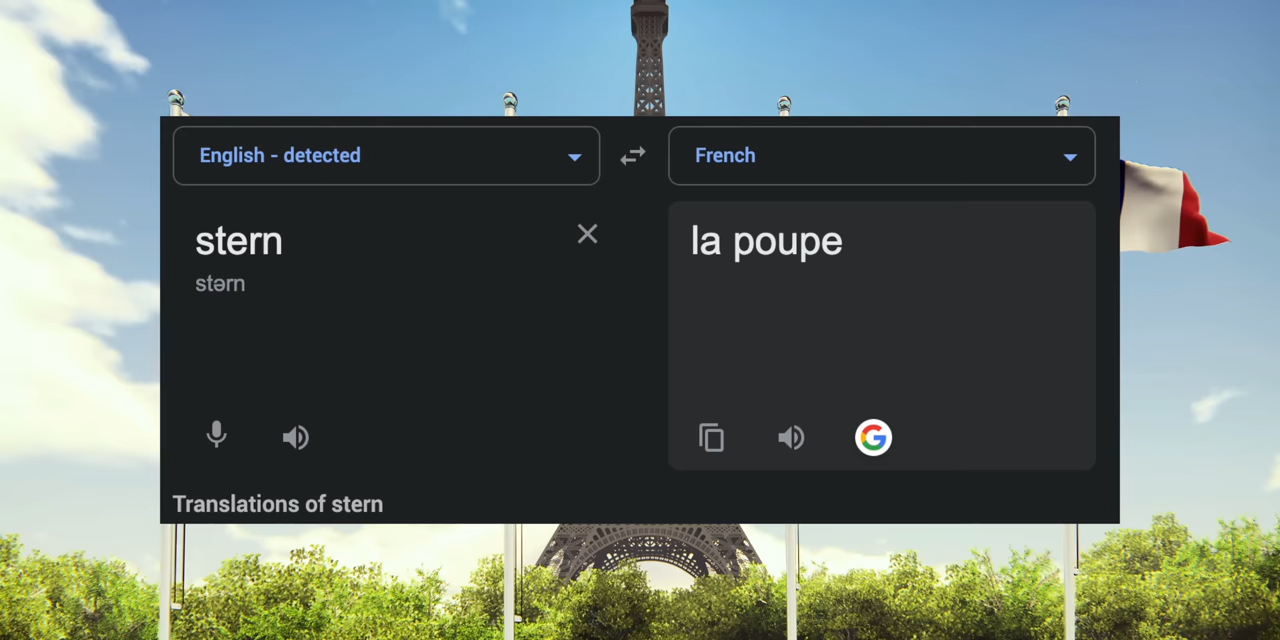 English - detected
French
stern
stərn
la poupe
Translations of stern